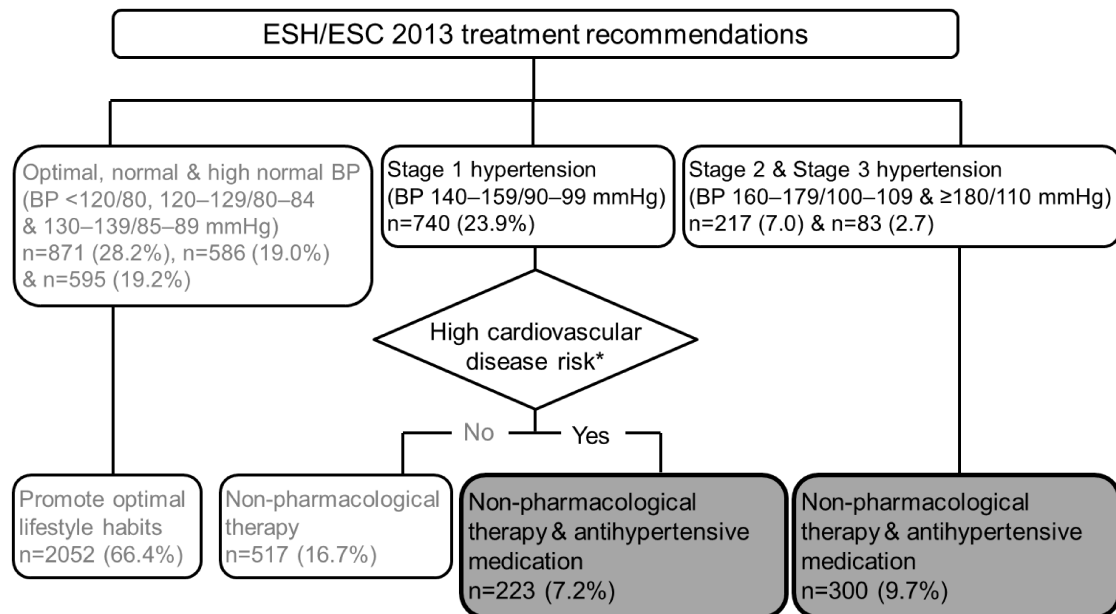 ESH/ESC 2013 treatment recommendations
Optimal, normal & high normal BP
(BP <120/80, 120–129/80–84
& 130–139/85–89 mmHg)
n=871 (28.2%), n=586 (19.0%)
& n=595 (19.2%)
Stage 1 hypertension
(BP 140–159/90–99 mmHg)
n=740 (23.9%)
Stage 2 & Stage 3 hypertension
(BP 160–179/100–109 & ≥180/110 mmHg)
n=217 (7.0) & n=83 (2.7)
High cardiovascular
disease risk*
No
Yes
Promote optimal
lifestyle habits
n=2052 (66.4%)
Non-pharmacological
therapy
n=517 (16.7%)
Non-pharmacological
therapy & antihypertensive
medication
n=223 (7.2%)
Non-pharmacological
therapy & antihypertensive
medication
n=300 (9.7%)